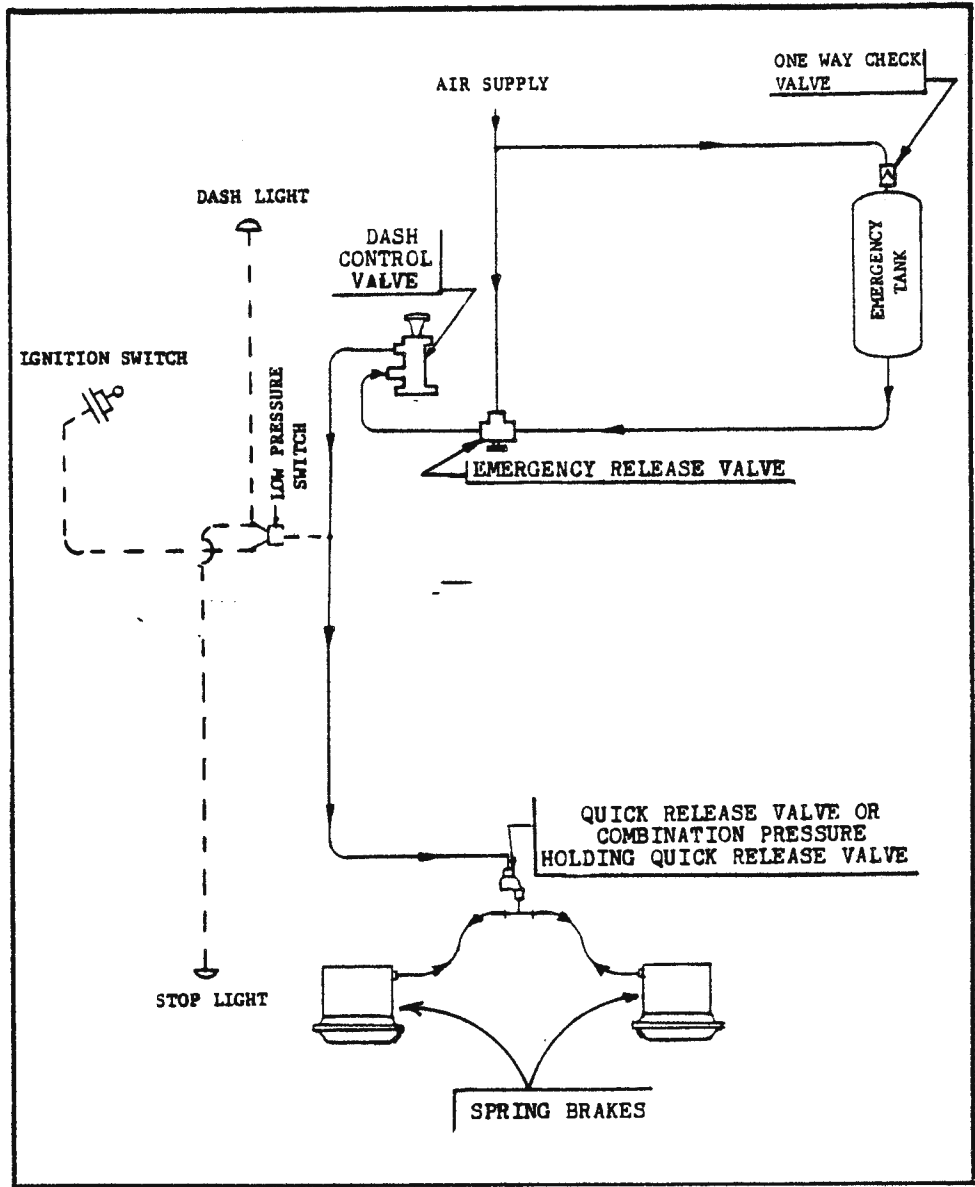 AIR SUPPLY
ONE WAY CHECK
VALVE
DASH LIGHT
DASH
CONTROL
VALVE
EMERGENCY
TANK
IGNITION SWITCH
LOW PRESSURE
SWITCH
EMERGENCY RELEASE VALVE
QUICK RELEASE VALVE OR
COMBINATION PRESSURE
HOLDING QUICK RELEASE VALVE
STOP LIGHT
SPRING BRAKES